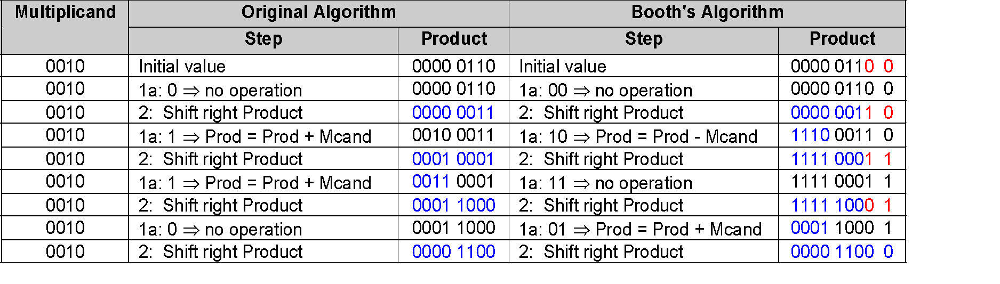 Multiplicand Original Algorithm Booth's Algorithm
Step Product Step Product
0010 Initial value 0000 0110 Initial value 0000 0110 0
0010 1a: 0 ⇒ no operation 0000 0110 1a: 00 ⇒ no operation 0000 0110 0
0010 2: Shift right Product 0000 0011 2: Shift right Product 0000 0011 0
0010 1a: 1 ⇒ Prod = Prod + Mcand 0010 0011 1a: 10 ⇒ Prod = Prod - Mcand 1110 0011 0
0010 2: Shift right Product 0001 0001 2: Shift right Product 1111 0001 1
0010 1a: 1 ⇒ Prod = Prod + Mcand 0011 0001 1a: 11 ⇒ no operation 1111 0001 1
0010 2: Shift right Product 0001 1000 2: Shift right Product 1111 1000 1
0010 1a: 0 ⇒ no operation 0001 1000 1a: 01 ⇒ Prod = Prod + Mcand 0001 1000 1
0010 2: Shift right Product 0000 1100 2: Shift right Product 0000 1100 0